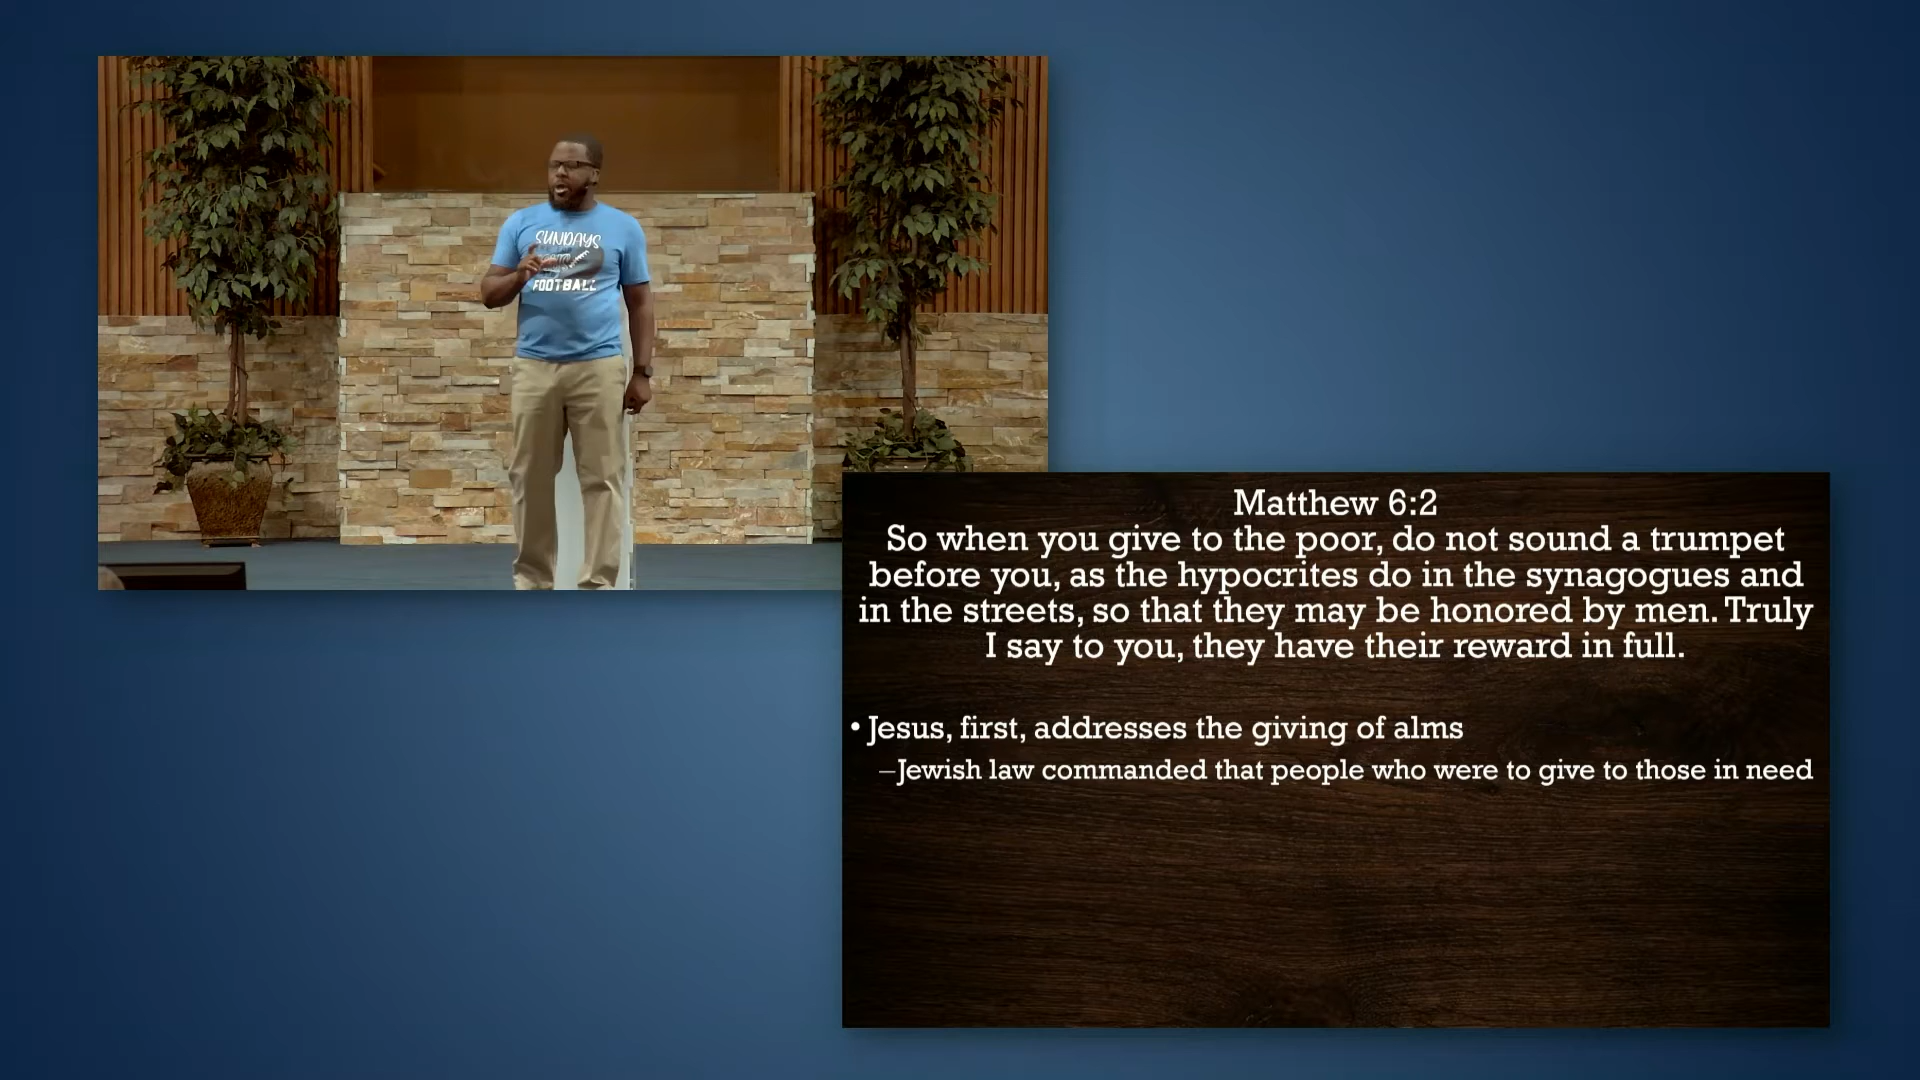 SUNDAYS
FOOTBALL
Matthew 6:2
So when you give to the poor, do not sound a trumpet
before you, as the hypocrites do in the synagogues and
in the streets, so that they may be honored by men. Truly
I say to you, they have their reward in full.
• Jesus, first, addresses the giving of alms
–Jewish law commanded that people who were to give to those in need